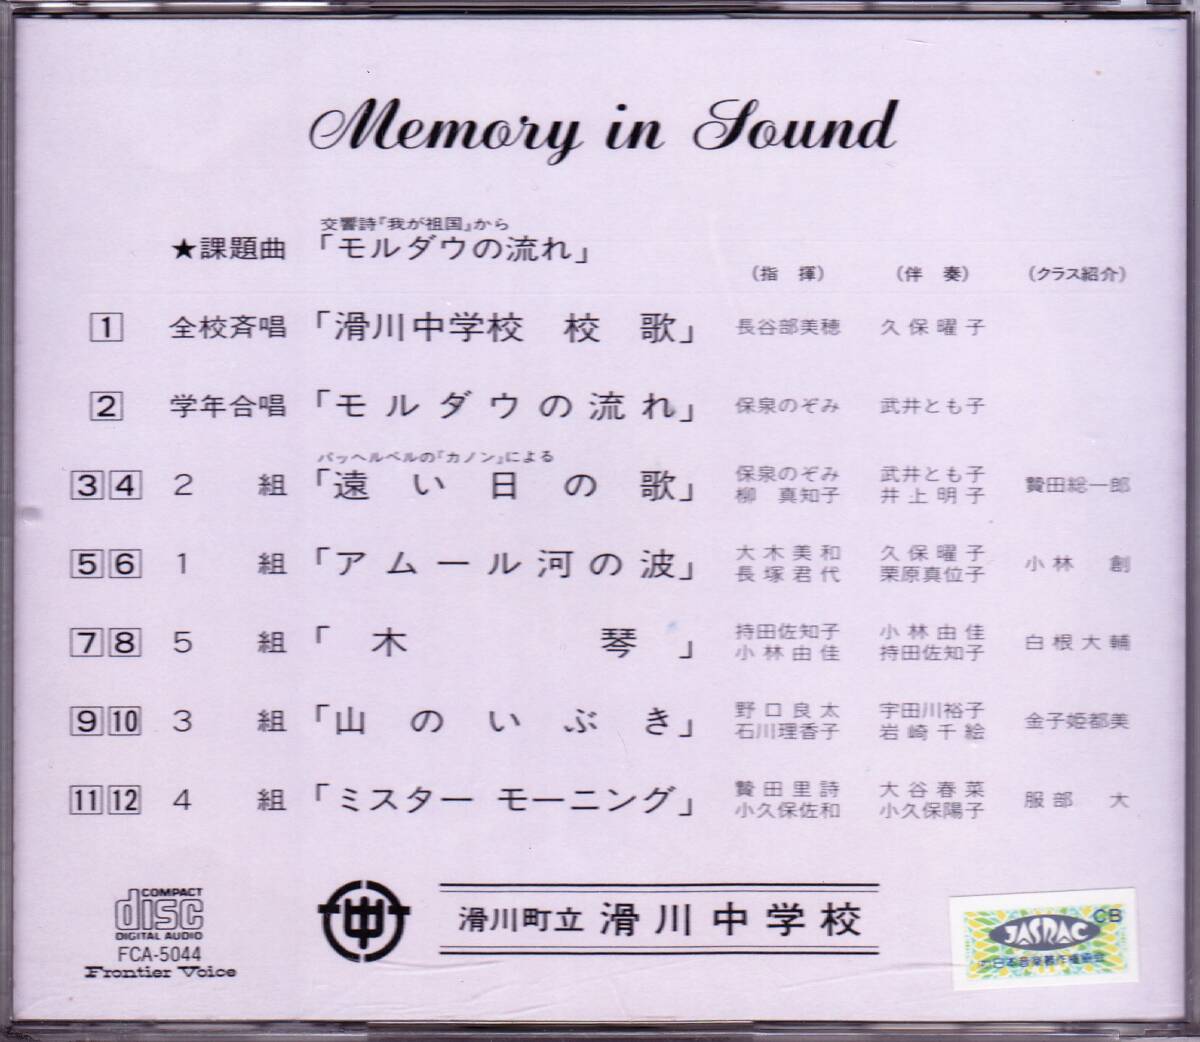 Memory in Sound
交響詩『我が祖国』から
★課題曲 「モルダウの流れ」
(指 揮) (伴 奏) (クラス紹介)
1 全校斉唱 「滑川中学校 校 歌」 長谷部美穂 久保曜子
2 学年合唱 「モルダウの流れ」 保泉のぞみ 武井とも子
パッヘルベルの『カノン』による
3 4 2 組 「遠い日の歌」 保泉のぞみ 武井とも子 贄田総一郎
柳 真知子 井上明子
5 6 1 組 「アムール河の波」 大木美和 久保曜子 小林 創
長塚君代 栗原真位子
7 8 5 組 「木 琴」 持田佐知子 小林由佳 白根大輔
小林由佳 持田佐知子
9 10 3 組 「山のいぶき」 野口良太 宇田川裕子 金子姫都美
石川理香子 岩崎千絵
11 12 4 組 「ミスター モーニング」 贄田里詩 大谷春菜 服部 大
小久保佐和 小久保陽子
COMPACT
disc
DIGITAL AUDIO
FCA-5044
Frontier Voice
中
滑川町立 滑川中学校
CB
JASRAC
(社)日本音楽著作権協会